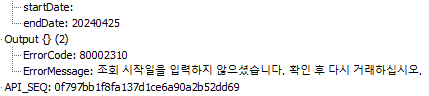 startDate:
endDate: 20240425
Output {} (2)
ErrorCode: 80002310
ErrorMessage: 조회 시작일을 입력하지 않으셨습니다. 확인 후 다시 거래하십시오.
API_SEQ: 0f797bb1f8fa137d1ce6a90a2b52dd69